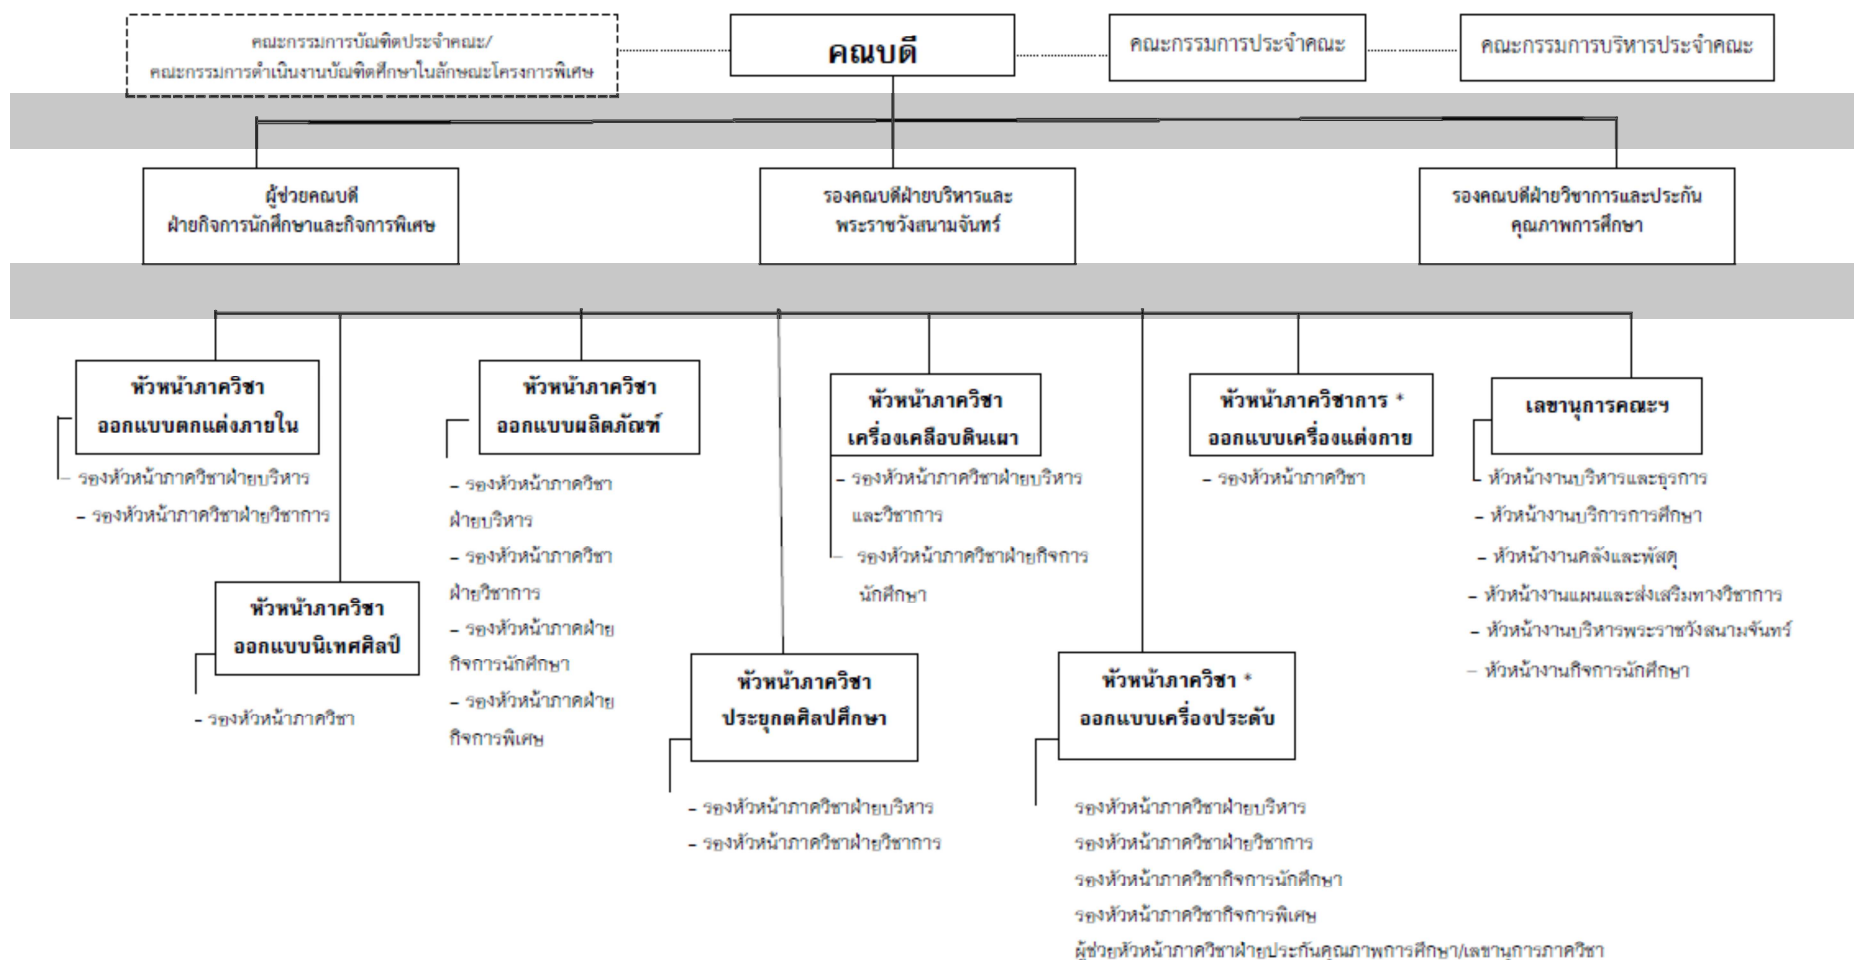 คณะกรรมการบัณฑิตประจำคณะ/
คณะกรรมการดำเนินงานบัณฑิตศึกษาในลักษณะโครงการพิเศษ
คณบดี
คณะกรรมการประจำคณะ
คณะกรรมการบริหารประจำคณะ
ผู้ช่วยคณบดี
ฝ่ายกิจการนักศึกษาและกิจการพิเศษ
รองคณบดีฝ่ายบริหารและ
พระราชวังสนามจันทร์
รองคณบดีฝ่ายวิชาการและประกัน
คุณภาพการศึกษา
หัวหน้าภาควิชา
ออกแบบตกแต่งภายใน
– รองหัวหน้าภาควิชาฝ่ายบริหาร
– รองหัวหน้าภาควิชาฝ่ายวิชาการ
หัวหน้าภาควิชา
ออกแบบนิเทศศิลป์
– รองหัวหน้าภาควิชา
หัวหน้าภาควิชา
ออกแบบผลิตภัณฑ์
– รองหัวหน้าภาควิชา
ฝ่ายบริหาร
– รองหัวหน้าภาควิชา
ฝ่ายวิชาการ
– รองหัวหน้าภาคฝ่าย
กิจการนักศึกษา
– รองหัวหน้าภาคฝ่าย
กิจการพิเศษ
หัวหน้าภาควิชา
ประยุกตศิลปศึกษา
– รองหัวหน้าภาควิชาฝ่ายบริหาร
– รองหัวหน้าภาควิชาฝ่ายวิชาการ
หัวหน้าภาควิชา
เครื่องเคลือบดินเผา
– รองหัวหน้าภาควิชาฝ่ายบริหาร
และวิชาการ
– รองหัวหน้าภาควิชาฝ่ายกิจการ
นักศึกษา
หัวหน้าภาควิชา *
ออกแบบเครื่องประดับ
รองหัวหน้าภาควิชาฝ่ายบริหาร
รองหัวหน้าภาควิชาฝ่ายวิชาการ
รองหัวหน้าภาควิชากิจการนักศึกษา
รองหัวหน้าภาควิชากิจการพิเศษ
ผู้ช่วยหัวหน้าภาควิชาฝ่ายประกันคุณภาพการศึกษา/เลขานุการภาควิชา
หัวหน้าภาควิชาการ *
ออกแบบเครื่องแต่งกาย
– รองหัวหน้าภาควิชา
เลขานุการคณะฯ
หัวหน้างานบริหารและธุรการ
– หัวหน้างานบริการการศึกษา
– หัวหน้างานคลังและพัสดุ
– หัวหน้างานแผนและส่งเสริมทางวิชาการ
– หัวหน้างานบริหารพระราชวังสนามจันทร์
– หัวหน้างานกิจการนักศึกษา